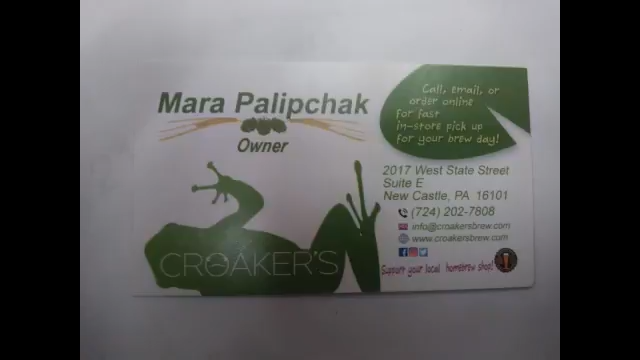 Mara Palipchak
Owner
Call, email, or
order online
for fast
in-store pick up
for your brew day!
2017 West State Street
Suite E
New Castle, PA 16101
(724) 202-7808
info@croakersbrew.com
www.croakersbrew.com
Support your local homebrew shop!
CROAKER'S